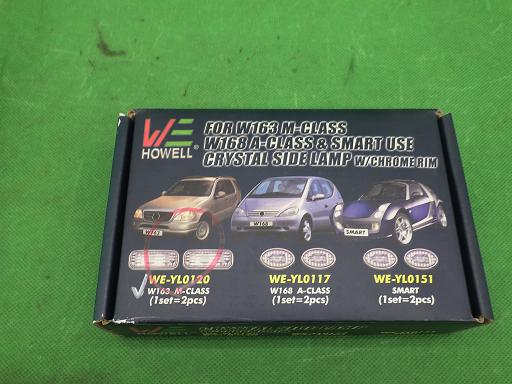 WE
HOWELL®
FOR W163 M-CLASS
W168 A-CLASS & SMART USE
CRYSTAL SIDE LAMP W/CHROME RIM
W163
W168
SMART
WE-YL0120
W163 M-CLASS
(1set=2pcs)
WE-YL0117
W168 A-CLASS
(1set=2pcs)
WE-YL0151
SMART
(1set=2pcs)